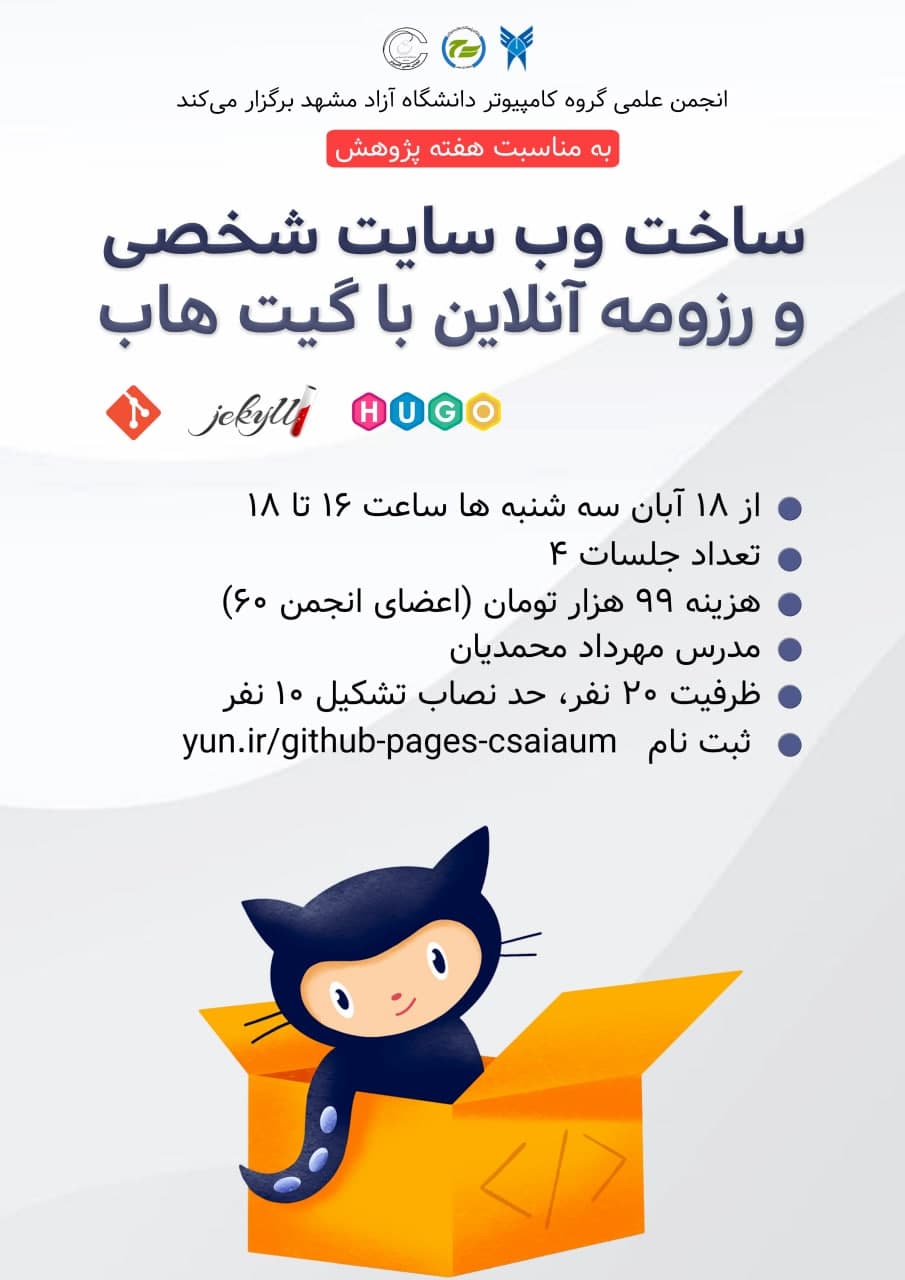 انجمن علمی گروه کامپیوتر دانشگاه آزاد مشهد برگزار می‌کند
به مناسبت هفته پژوهش
ساخت وب سایت شخصی
و رزومه آنلاین با گیت هاب
jekyll HUGO
از ۱۸ آبان سه شنبه ها ساعت ۱۶ تا ۱۸
تعداد جلسات ۴
هزینه ۹۹ هزار تومان (اعضای انجمن ۶۰)
مدرس مهرداد محمدیان
ظرفیت ۲۰ نفر، حد نصاب تشکیل ۱۰ نفر
ثبت نام yun.ir/github-pages-csaiaum
</>